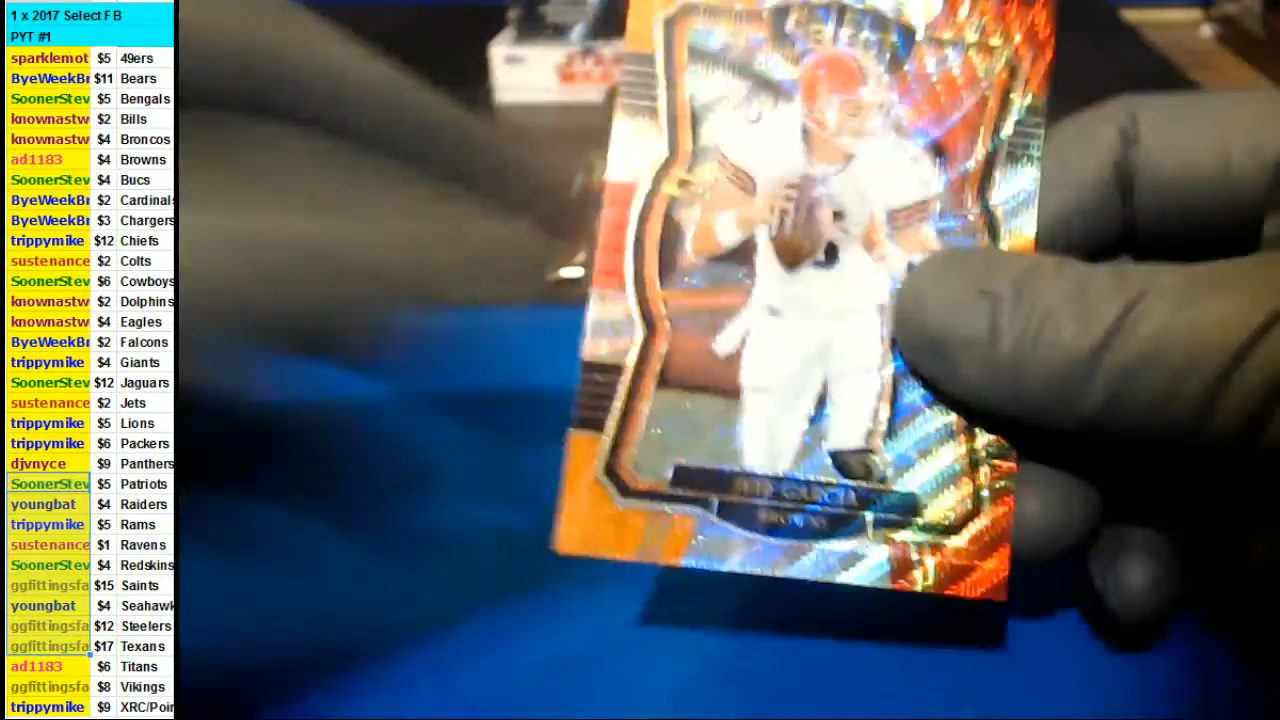 1 x 2017 Select FB
PYT #1
sparklemot $5 49ers
ByeWeekBr $11 Bears
SoonerStev $5 Bengals
knownastw $2 Bills
knownastw $4 Broncos
ad1183 $4 Browns
SoonerStev $4 Bucs
ByeWeekBr $2 Cardinals
ByeWeekBr $3 Chargers
trippymike $12 Chiefs
sustenance $2 Colts
SoonerStev $6 Cowboys
knownastw $2 Dolphins
knownastw $4 Eagles
ByeWeekBr $2 Falcons
trippymike $4 Giants
SoonerStev $12 Jaguars
sustenance $2 Jets
trippymike $5 Lions
trippymike $6 Packers
djvnyce $9 Panthers
SoonerStev $5 Patriots
youngbat $4 Raiders
trippymike $5 Rams
sustenance $1 Ravens
SoonerStev $4 Redskins
ggfittingsfa $15 Saints
youngbat $4 Seahawk
ggfittingsfa $12 Steelers
ggfittingsfa $17 Texans
ad1183 $6 Titans
ggfittingsfa $8 Vikings
trippymike $9 XRC/Poin
BROWNS